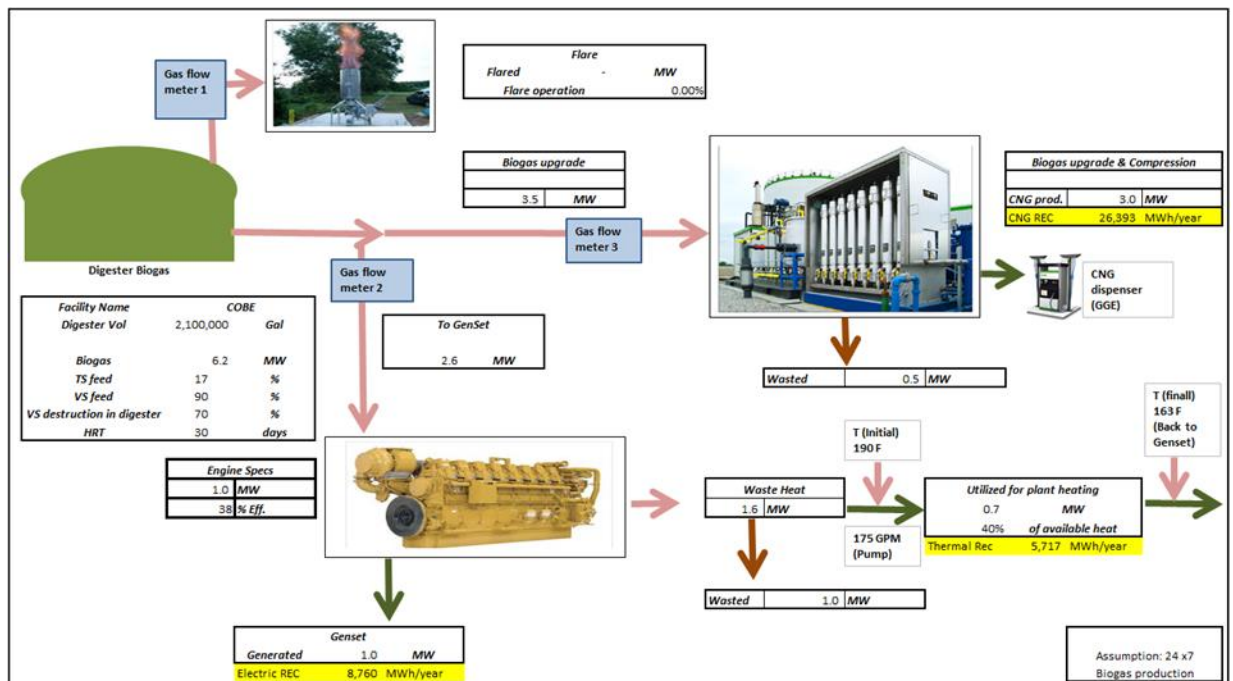 Gas flow
meter 1
Flare
Flared - MW
Flare operation 0.00%
Biogas upgrade
3.5 MW
Biogas upgrade & Compression
CNG prod. 3.0 MW
CNG REC 26,393 MWh/year
Gas flow
meter 3
Digester Biogas
Gas flow
meter 2
CNG
dispenser
(GGE)
Facility Name COBE
Digester Vol 2,100,000 Gal
Biogas 6.2 MW
TS feed 17 %
VS feed 90 %
VS destruction in digester 70 %
HRT 30 days
To GenSet
2.6 MW
Wasted 0.5 MW
T (finall)
163 F
(Back to
Genset)
T (Initial)
190 F
Engine Specs
1.0 MW
38 % Eff.
Waste Heat
1.6 MW
Utilized for plant heating
0.7 MW
40% of available heat
Thermal Rec 5,717 MWh/year
175 GPM
(Pump)
Wasted 1.0 MW
Genset
Generated 1.0 MW
Electric REC 8,760 MWh/year
Assumption: 24 x7
Biogas production